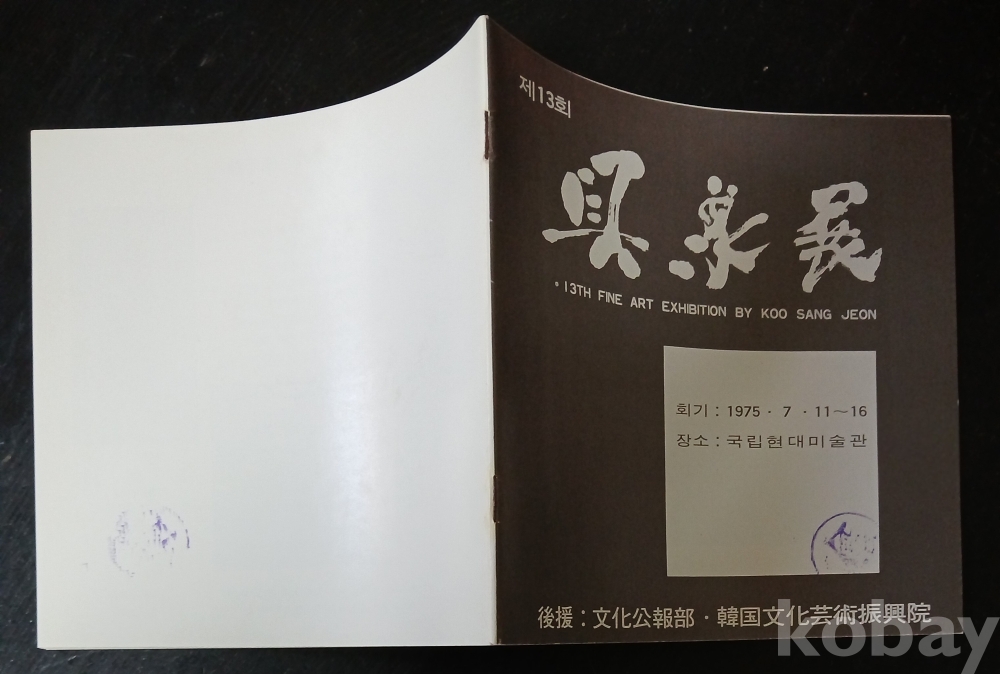 제13회
具象展
• 13TH FINE ART EXHIBITION BY KOO SANG JEON
회기 : 1975 · 7 · 11~16
장소 : 국립현대미술관
後援 : 文化公報部 · 韓国文化芸術振興院
kobay